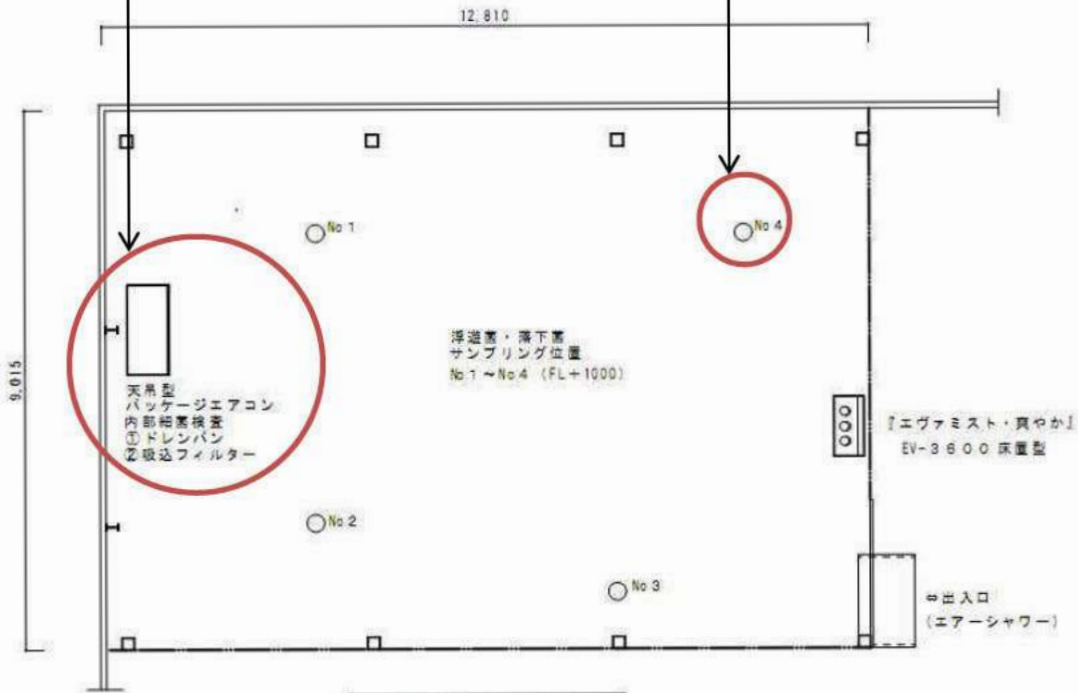 12,810
9,015
No 1
No 4
浮遊菌・落下菌
サンプリング位置
No 1 ~ No 4 (FL+1000)
天吊型
パッケージエアコン
内部細菌検査
①ドレンパン
②吸込フィルター
『エヴァミスト・爽やか』
EV-3600 床置型
No 2
No 3
⇔出入口
(エアーシャワー)